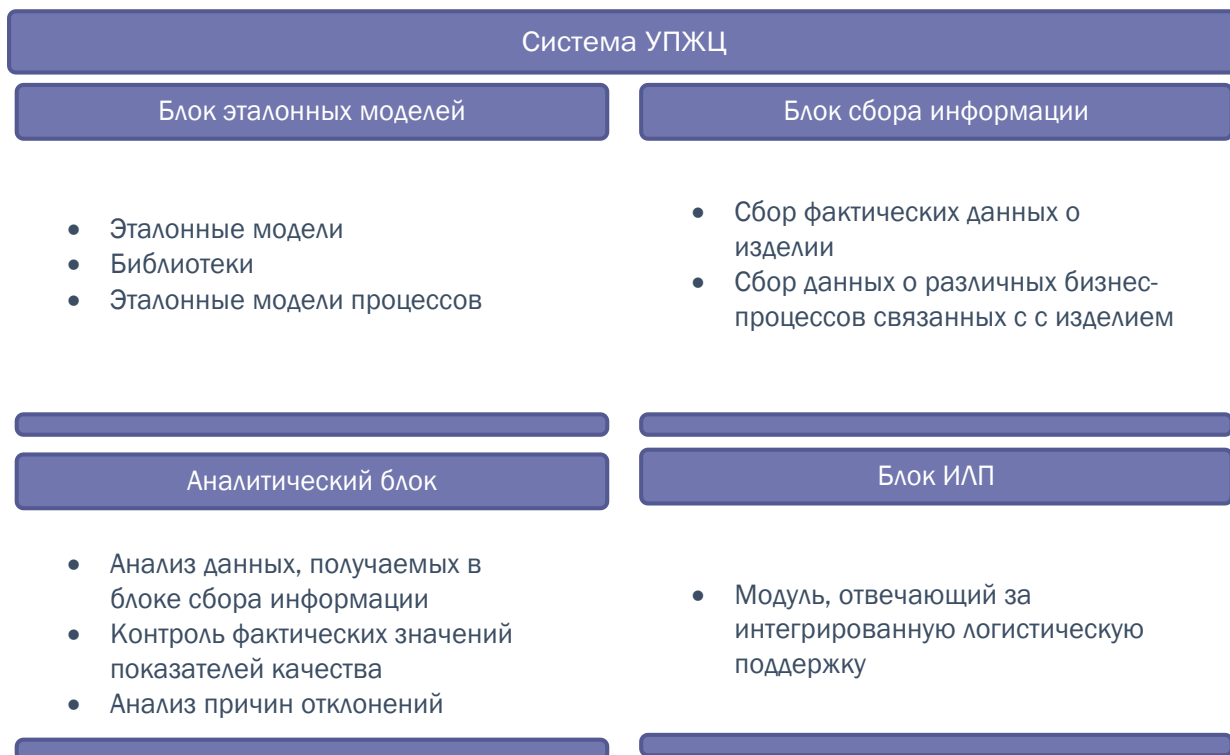 Система УПЖЦ
Блок эталонных моделей
Блок сбора информации
• Эталонные модели
• Библиотеки
• Эталонные модели процессов
• Сбор фактических данных о
изделии
• Сбор данных о различных бизнес-
процессов связанных с с изделием
Аналитический блок
Блок ИЛП
• Анализ данных, получаемых в
блоке сбора информации
• Контроль фактических значений
показателей качества
• Анализ причин отклонений
• Модуль, отвечающий за
интегрированную логистическую
поддержку